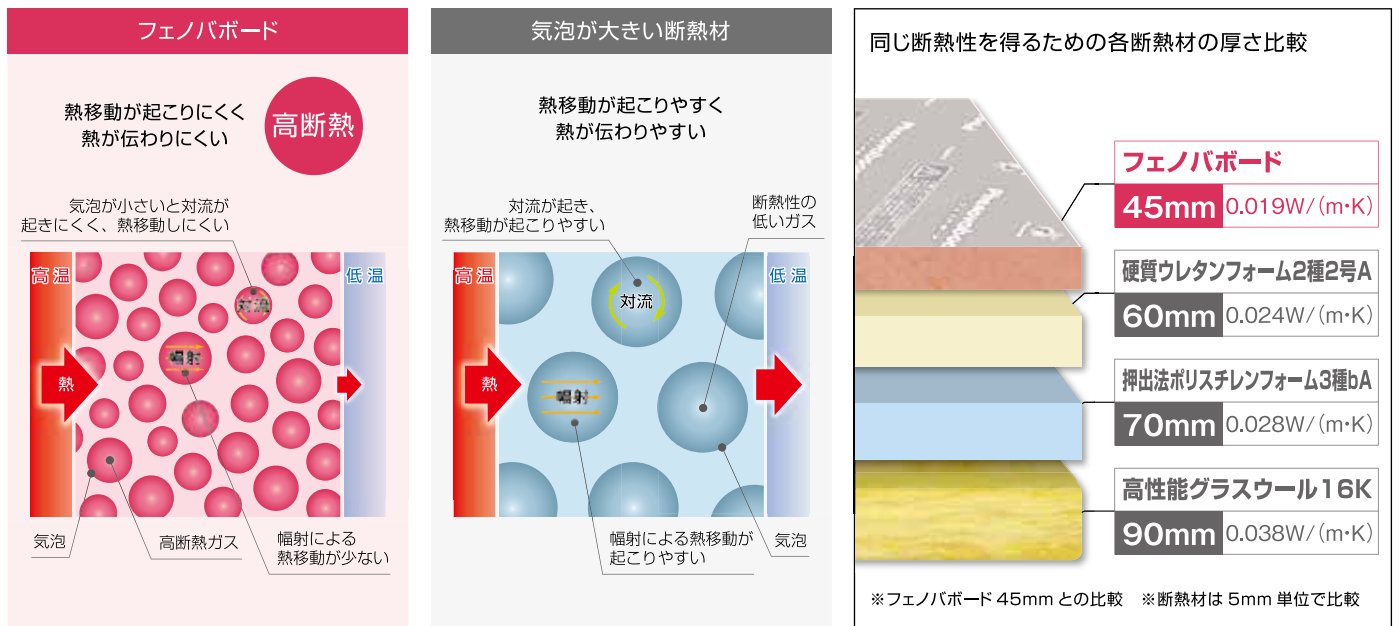 フェノバボード
熱移動が起こりにくく
熱が伝わりにくい
高断熱
気泡が小さいと対流が
起きにくく、熱移動しにくい
高温
低温
対流
輻射
熱
気泡
高断熱ガス
輻射による
熱移動が少ない
気泡が大きい断熱材
熱移動が起こりやすく
熱が伝わりやすい
対流が起き、
熱移動が起こりやすい
断熱性の
低いガス
高温
低温
対流
熱
輻射
輻射による熱移動が
起こりやすい
気泡
同じ断熱性を得るための各断熱材の厚さ比較
フェノバボード
45mm 0.019W/(m・K)
硬質ウレタンフォーム2種2号A
60mm 0.024W/(m・K)
押出法ポリスチレンフォーム3種bA
70mm 0.028W/(m・K)
高性能グラスウール16K
90mm 0.038W/(m・K)
※フェノバボード 45mm との比較 ※断熱材は 5mm 単位で比較